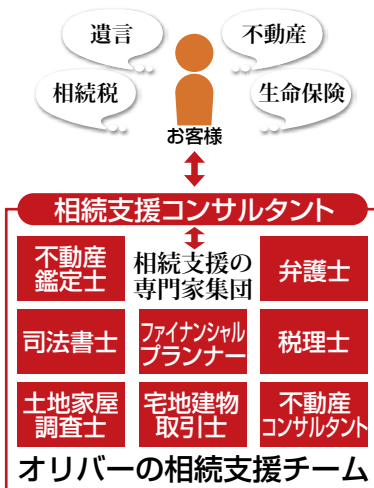 遺言
不動産
相続税
生命保険
お客様
相続支援コンサルタント
不動産
鑑定士
相続支援の
専門家集団
弁護士
司法書士
ファイナンシャル
プランナー
税理士
土地家屋
調査士
宅地建物
取引士
不動産
コンサルタント
オリバーの相続支援チーム